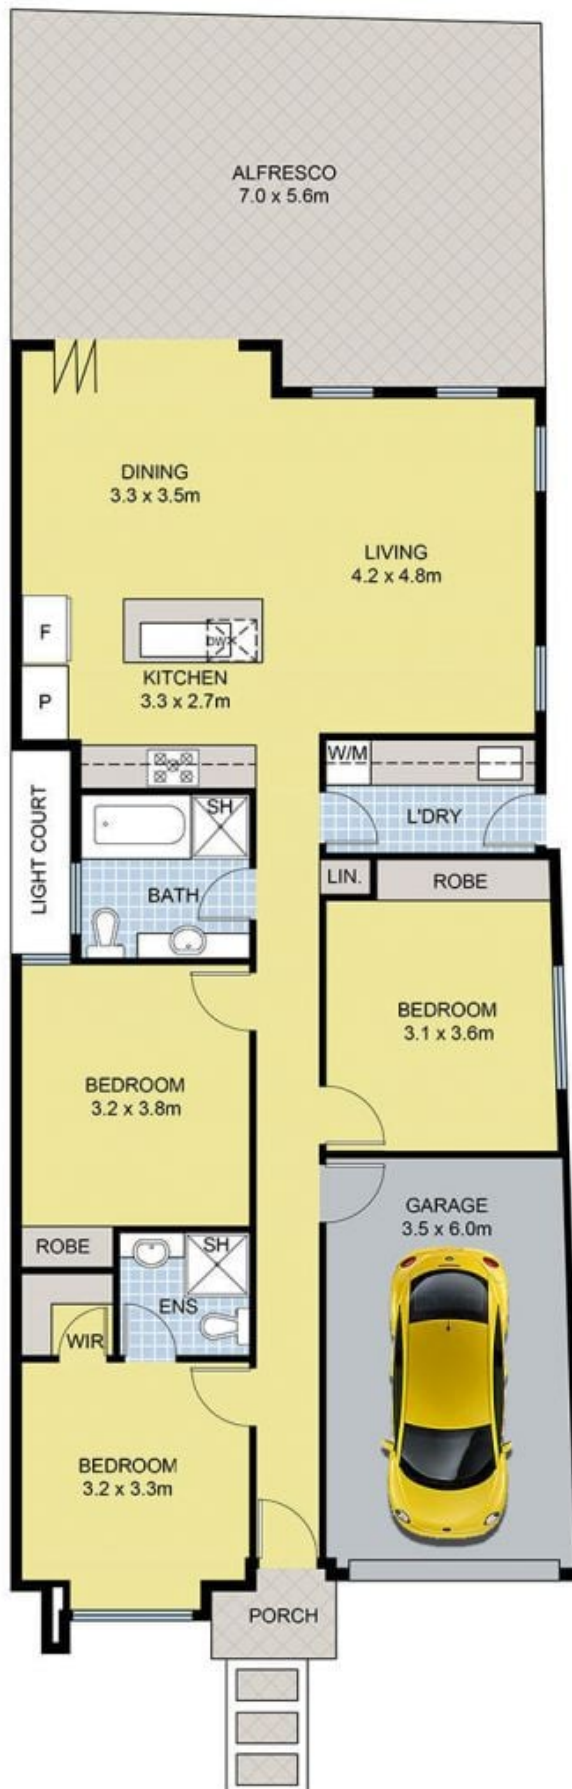 ALFRESCO
7.0 x 5.6m
DINING
3.3 x 3.5m
LIVING
4.2 x 4.8m
F
DW
KITCHEN
3.3 x 2.7m
P
W/M
L'DRY
LIGHT COURT
SH
BATH
LIN.
ROBE
BEDROOM
3.1 x 3.6m
BEDROOM
3.2 x 3.8m
GARAGE
3.5 x 6.0m
ROBE
SH
ENS
WIR
BEDROOM
3.2 x 3.3m
PORCH